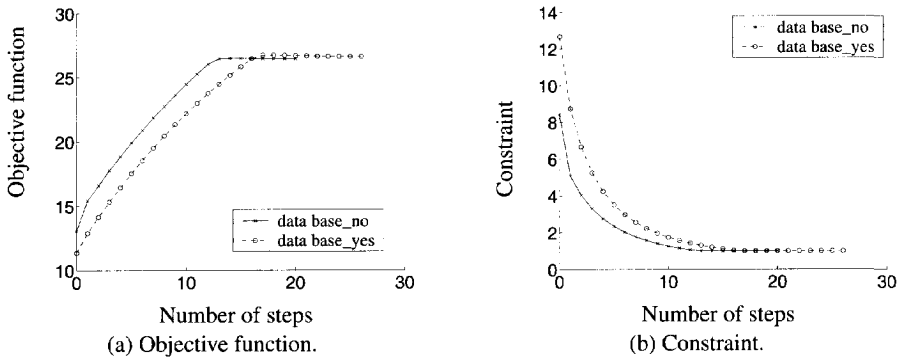 Objective function
30
25
20
15
10
data base_no
data base_yes
0
10
20
30
Number of steps
(a) Objective function.
Constraint
14
12
10
8
6
4
2
0
data base_no
data base_yes
0
10
20
30
Number of steps
(b) Constraint.